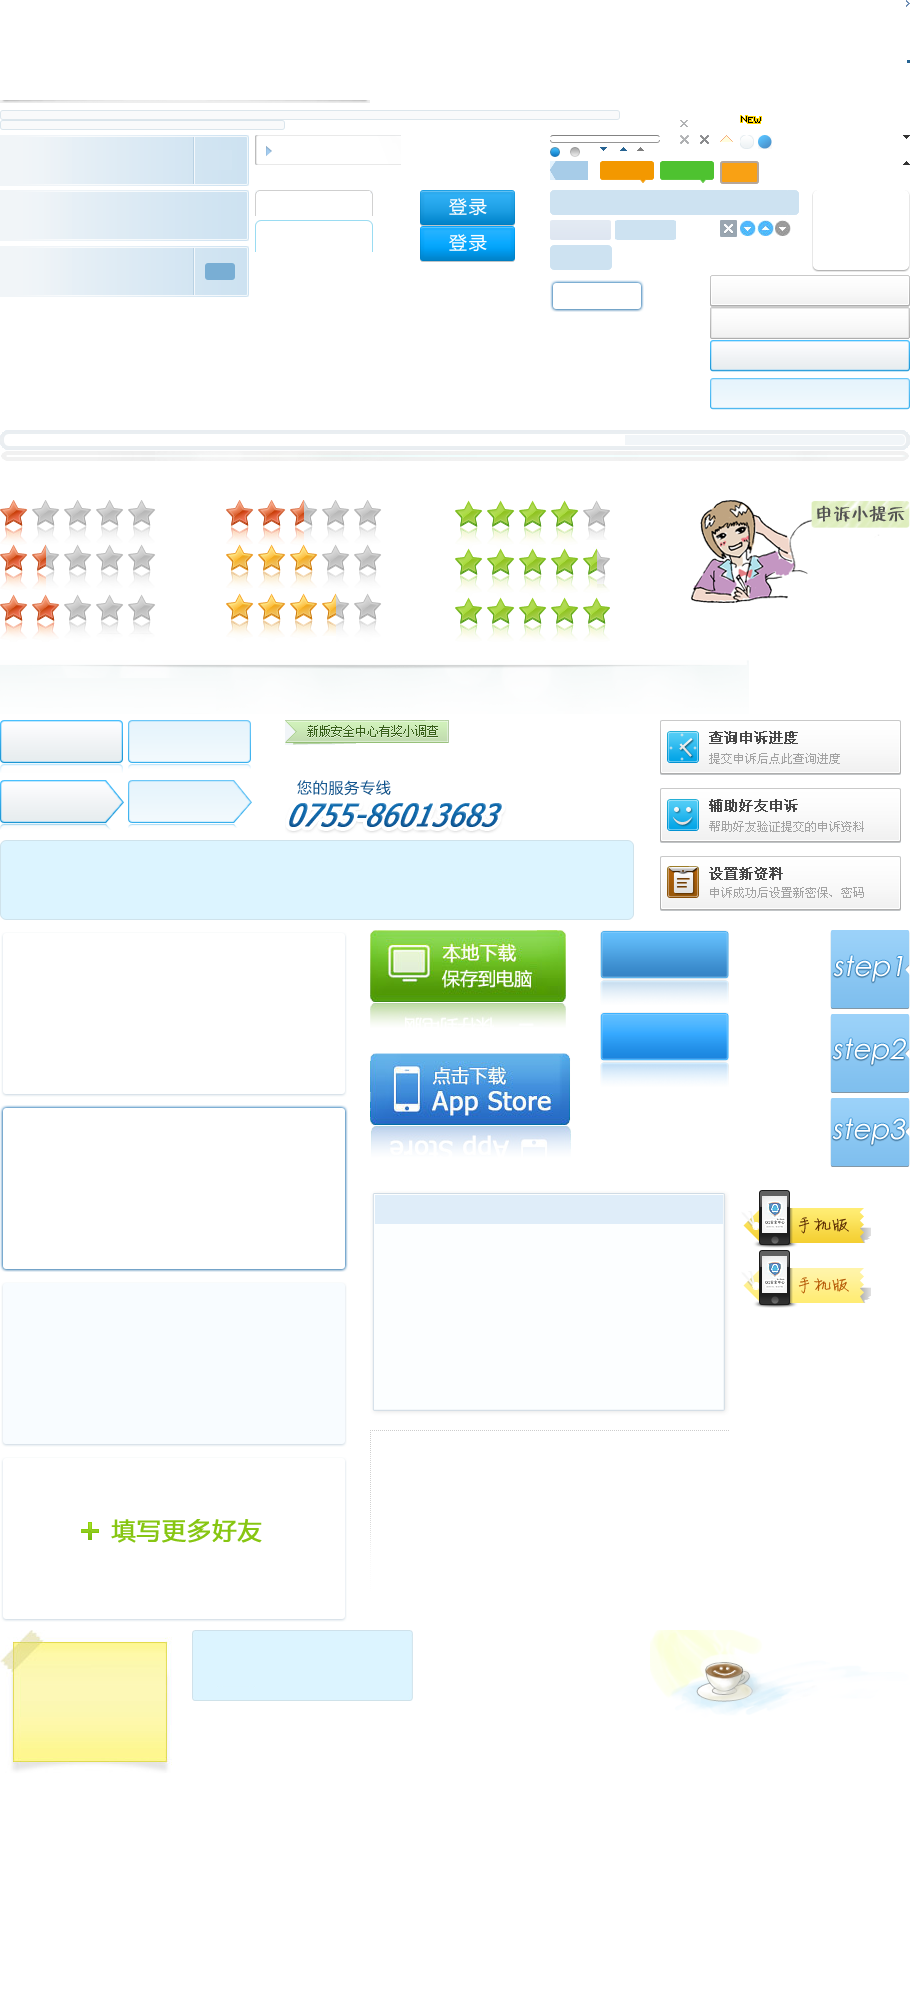 NEW
登录
登录
申诉小提示
新版安全中心有奖小调查
您的服务专线
0755-86013683
查询申诉进度
提交申诉后点此查询进度
辅助好友申诉
帮助好友验证提交的申诉资料
设置新资料
申诉成功后设置新密保、密码
本地下载
保存到电脑
step1
step2
点击下载
App Store
step3
手机版
手机版
+ 填写更多好友